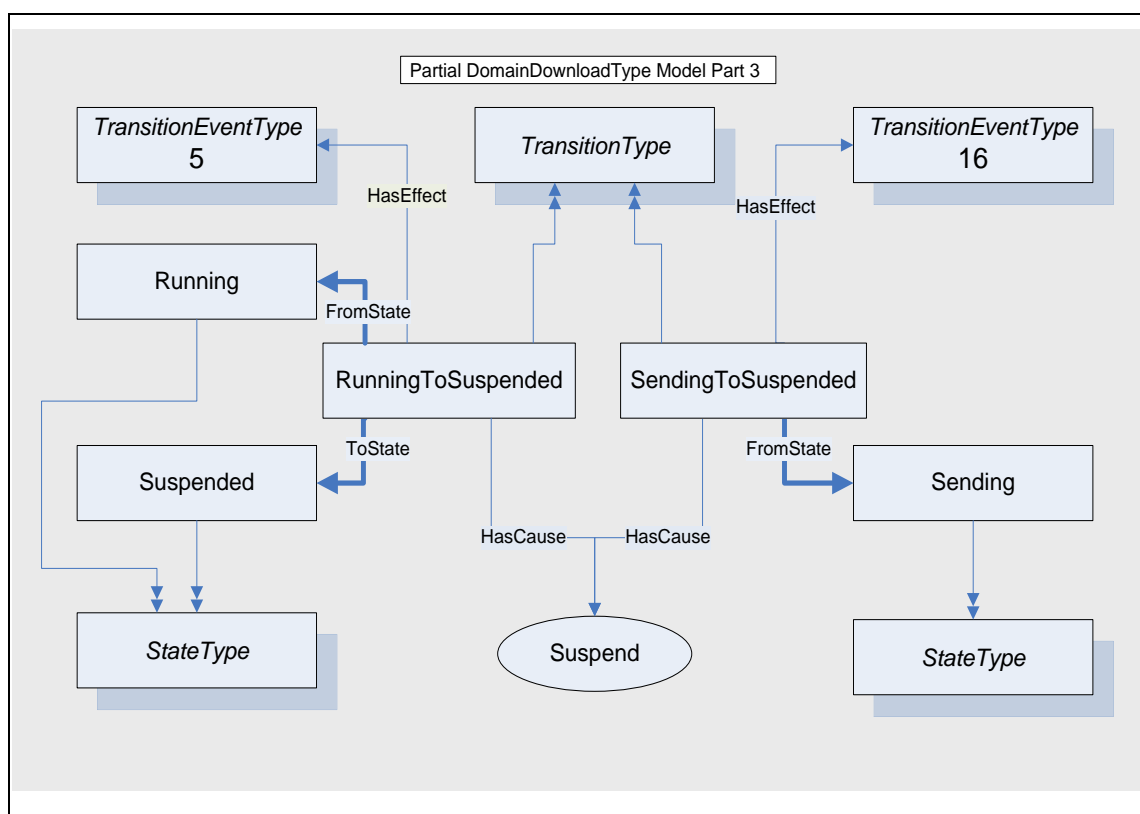 Partial DomainDownloadType Model Part 3
TransitionEventType
5
TransitionType
TransitionEventType
16
HasEffect
HasEffect
Running
FromState
RunningToSuspended
SendingToSuspended
ToState
FromState
Suspended
Sending
HasCause
HasCause
StateType
Suspend
StateType